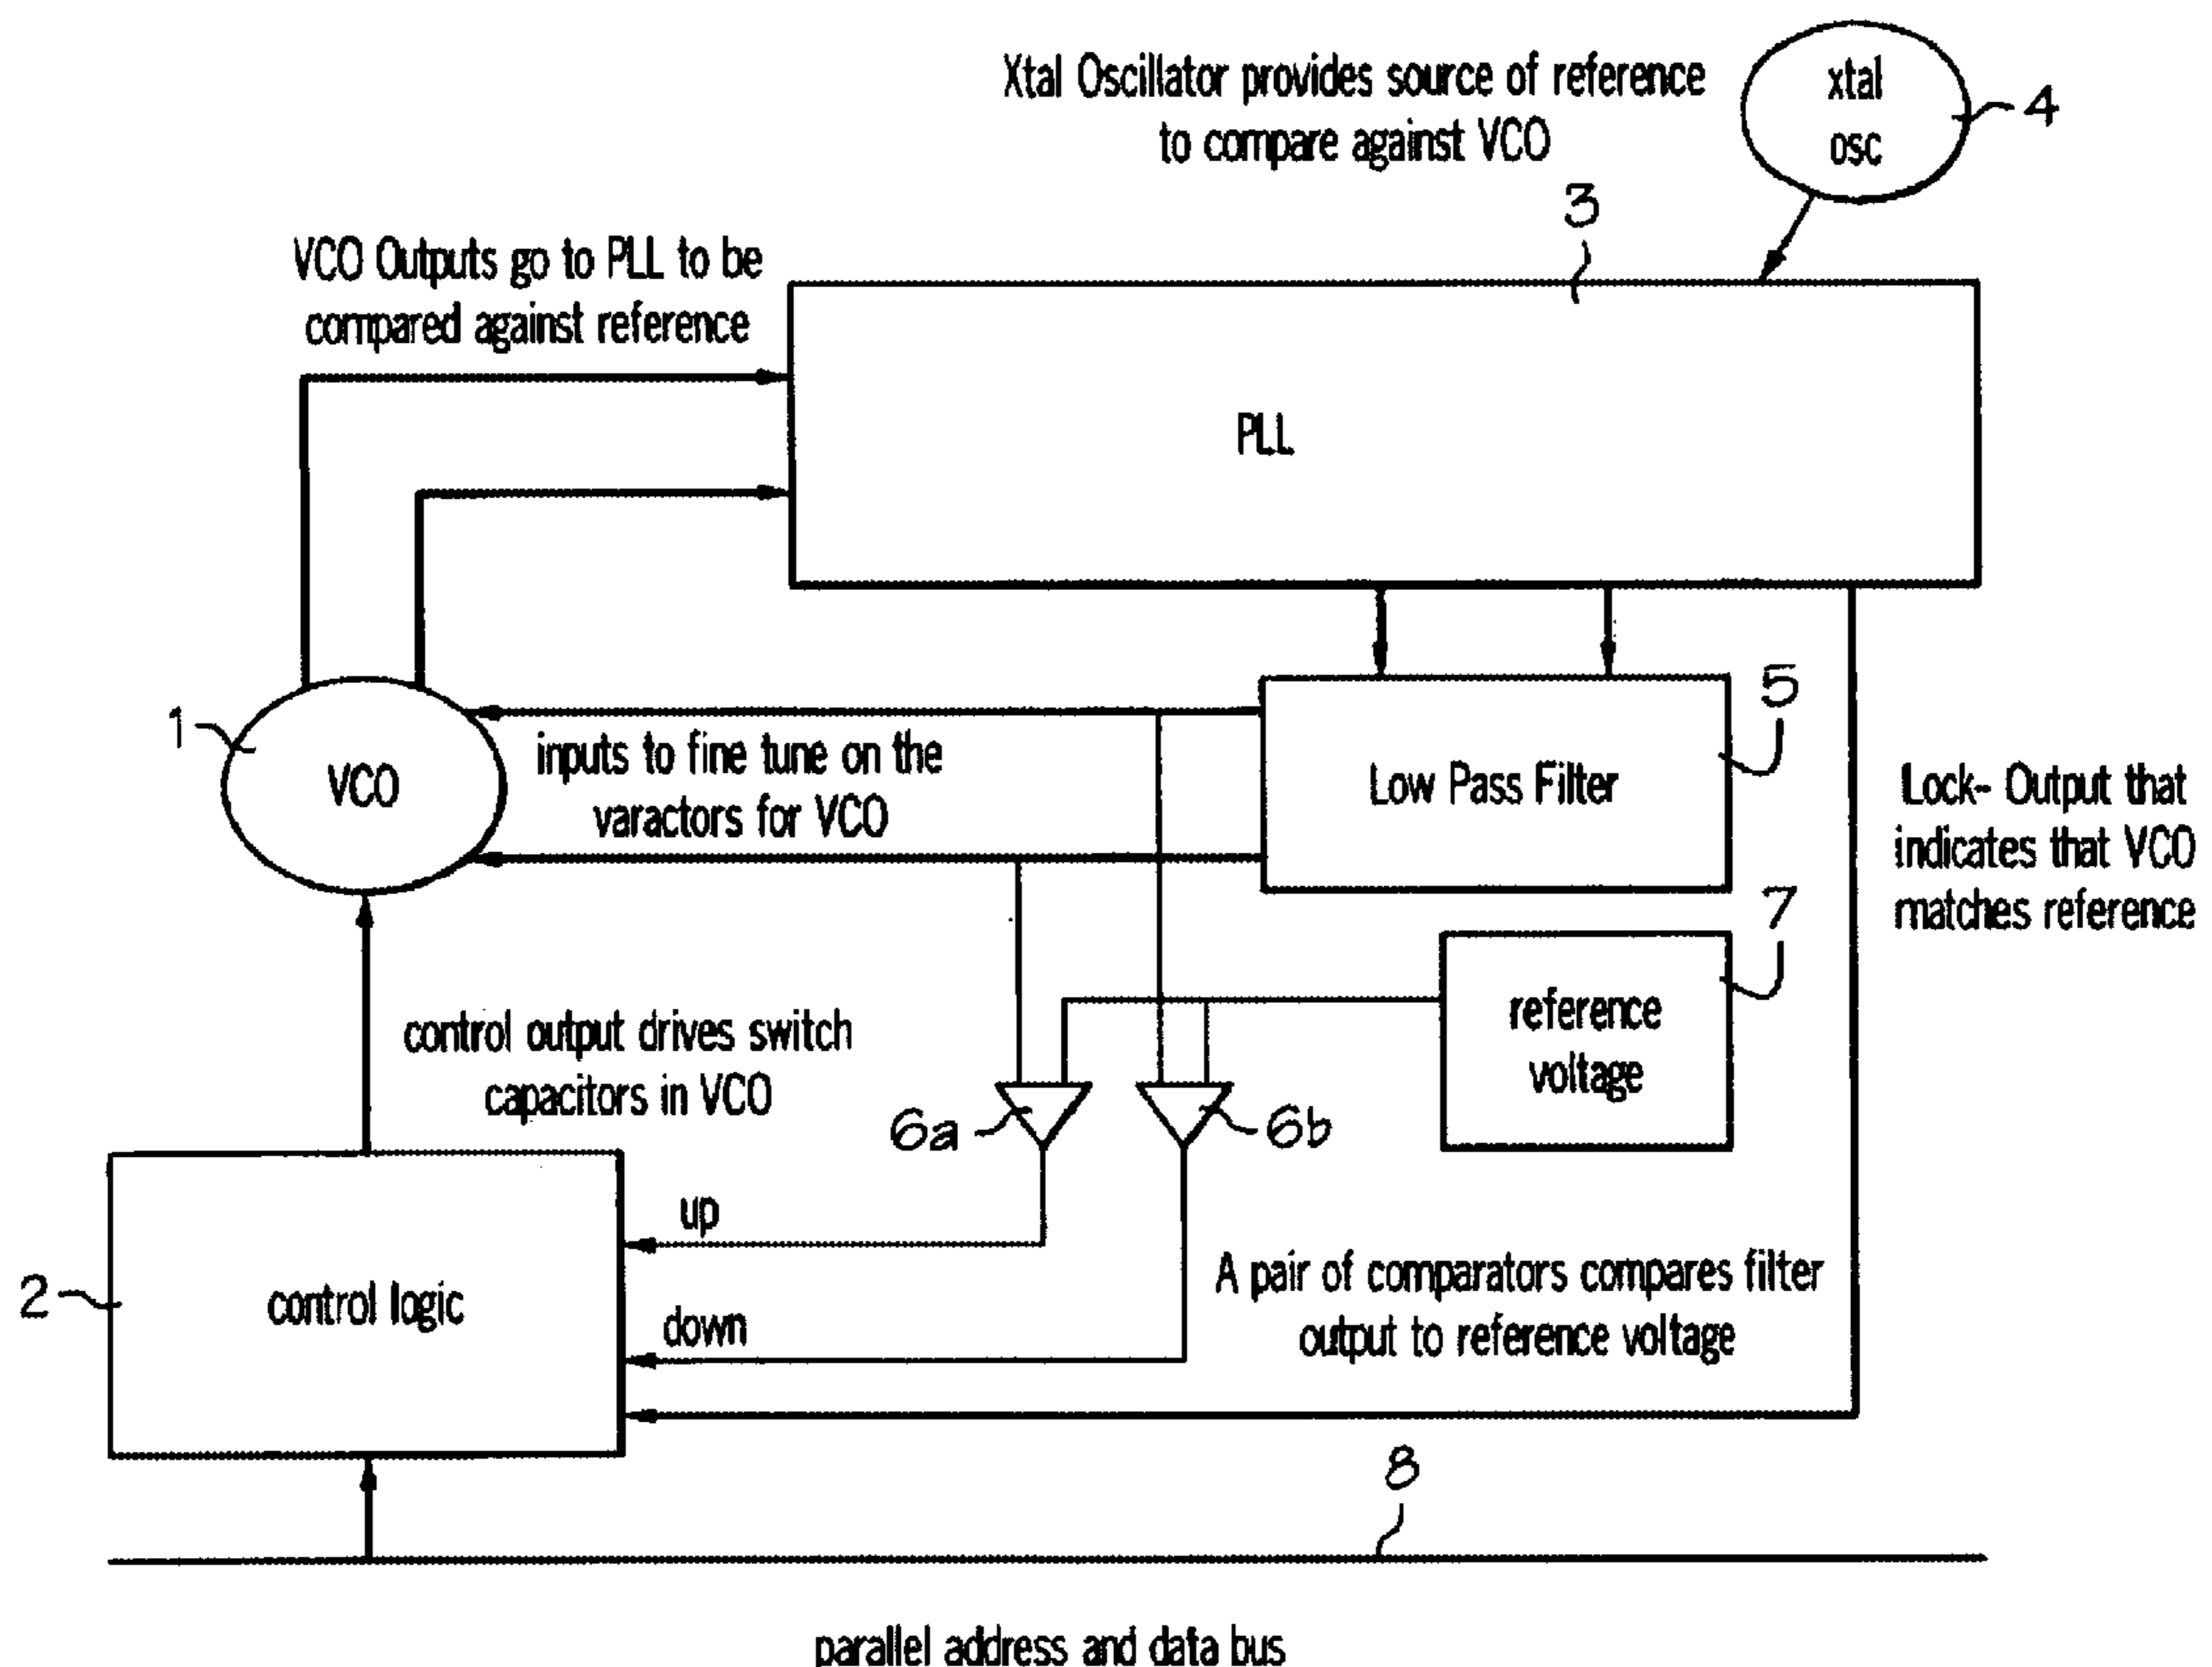 Xtal Oscillator provides source of reference
to compare against VCO
xtal
osc
4
3
VCO Outputs go to PLL to be
compared against reference
PLL
1
VCO
inputs to fine tune on the
varactors for VCO
Low Pass Filter
5
Lock- Output that
indicates that VCO
matches reference
7
reference
voltage
control output drives switch
capacitors in VCO
6a
6b
up
2
control logic
down
A pair of comparators compares filter
output to reference voltage
8
parallel address and data bus